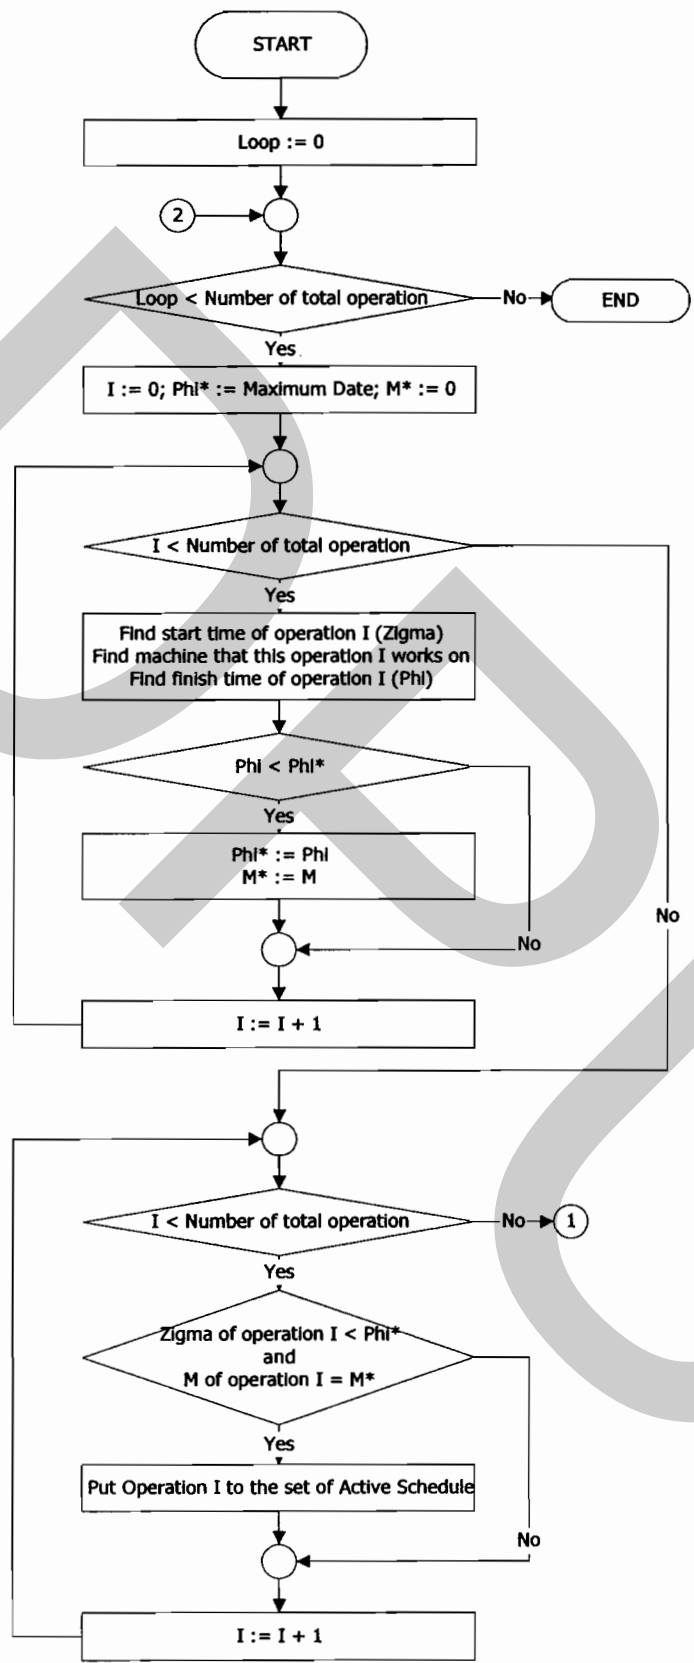 START
Loop := 0
2
Loop < Number of total operation
No
END
Yes
I := 0; Phi* := Maximum Date; M* := 0
I < Number of total operation
Yes
Find start time of operation I (Zigma)
Find machine that this operation I works on
Find finish time of operation I (Phi)
Phi < Phi*
Yes
Phi* := Phi
M* := M
No
No
I := I + 1
I < Number of total operation
No
1
Yes
Zigma of operation I < Phi*
and
M of operation I = M*
Yes
Put Operation I to the set of Active Schedule
No
I := I + 1